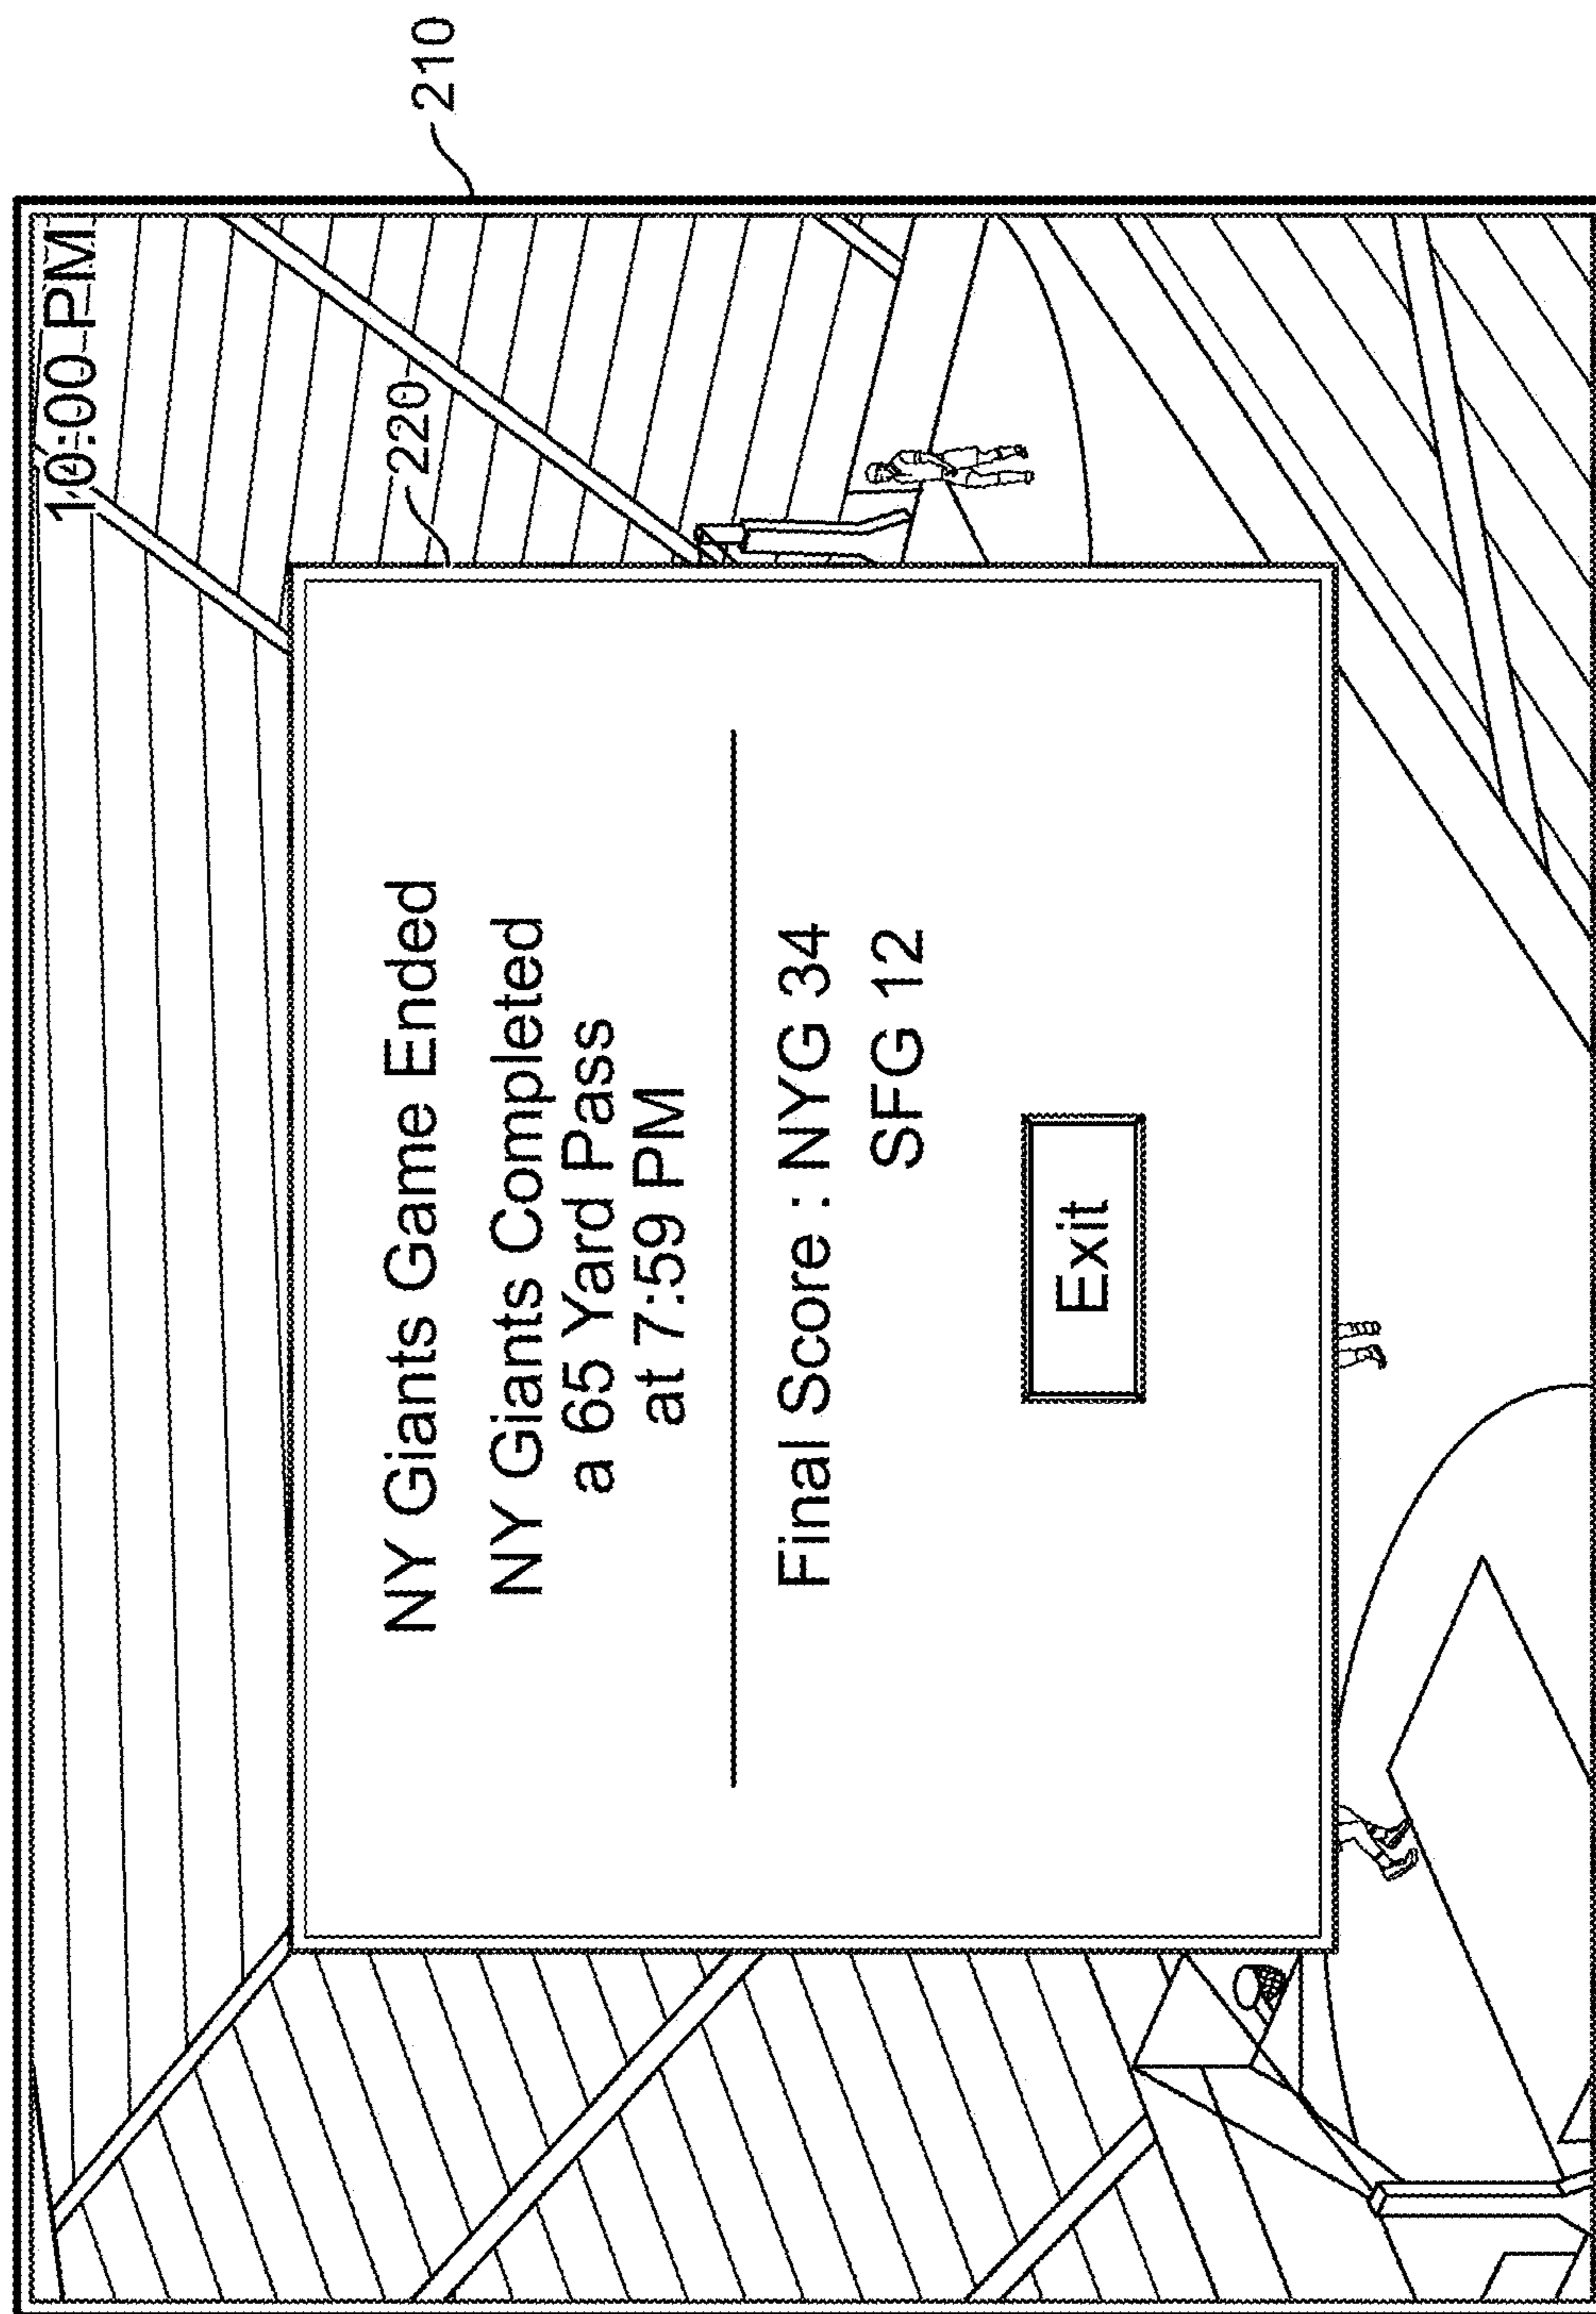 10:00 PM
210
220
NY Giants Game Ended
NY Giants Completed
a 65 Yard Pass
at 7:59 PM
Final Score : NYG 34
SFG 12
Exit